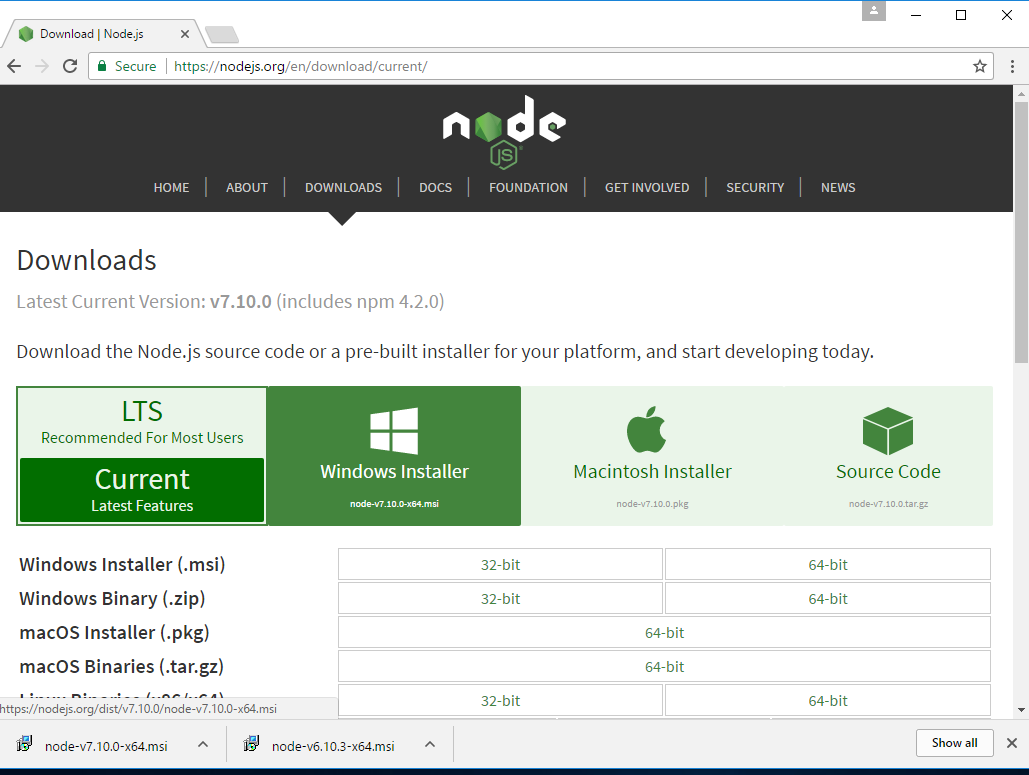 Download | Node.js
Secure
https://nodejs.org/en/download/current/
node
JS
HOME
ABOUT
DOWNLOADS
DOCS
FOUNDATION
GET INVOLVED
SECURITY
NEWS
Downloads
Latest Current Version: v7.10.0 (includes npm 4.2.0)
Download the Node.js source code or a pre-built installer for your platform, and start developing today.
LTS
Recommended For Most Users
Current
Latest Features
Windows Installer
node-v7.10.0-x64.msi
Macintosh Installer
node-v7.10.0.pkg
Source Code
node-v7.10.0.tar.gz
Windows Installer (.msi) 32-bit 64-bit
Windows Binary (.zip) 32-bit 64-bit
macOS Installer (.pkg) 64-bit
macOS Binaries (.tar.gz) 64-bit
Linux Binaries (x86/x64) 32-bit 64-bit
https://nodejs.org/dist/v7.10.0/node-v7.10.0-x64.msi
node-v7.10.0-x64.msi
node-v6.10.3-x64.msi
Show all